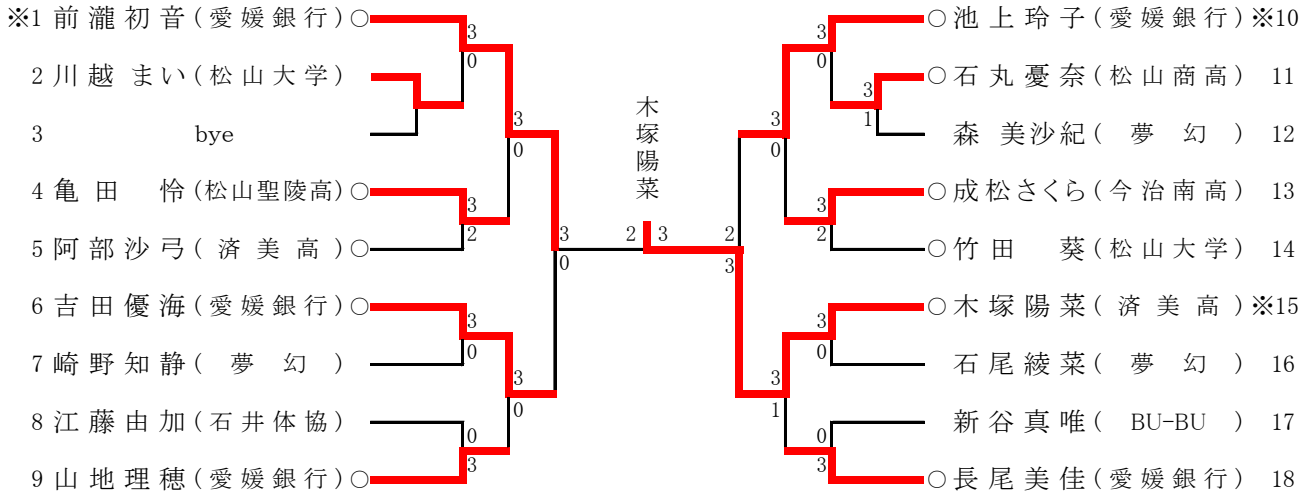 ※1 前瀧初音(愛媛銀行)○
2 川越まい(松山大学)
3 bye
4 亀田 怜(松山聖陵高)○
5 阿部沙弓(済美高)○
6 吉田優海(愛媛銀行)○
7 崎野知静(夢幻)
8 江藤由加(石井体協)
9 山地理穂(愛媛銀行)○
3
0
3
2
3
0
0
3
3
0
3
0
3
0
2
木塚陽菜
3
2
3
3
0
3
1
3
0
3
1
3
2
3
0
0
3
○池上玲子(愛媛銀行)※10
○石丸憂奈(松山商高) 11
森 美沙紀(夢幻) 12
○成松さくら(今治南高) 13
○竹田 葵(松山大学) 14
○木塚陽菜(済美高)※15
石尾綾菜(夢幻) 16
新谷真唯(BU-BU) 17
○長尾美佳(愛媛銀行) 18